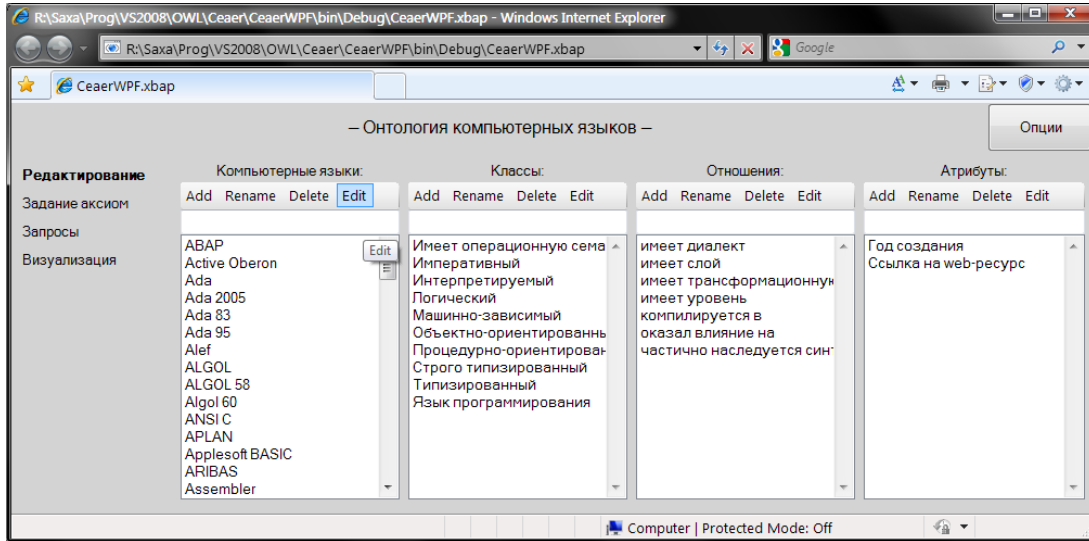 R:\Saxa\Prog\VS2008\OWL\Ceaer\CeaerWPF\bin\Debug\CeaerWPF.xbap - Windows Internet Explorer
R:\Saxa\Prog\VS2008\OWL\Ceaer\CeaerWPF\bin\Debug\CeaerWPF.xbap Google
CeaerWPF.xbap
– Онтология компьютерных языков –
Опции
Редактирование
Задание аксиом
Запросы
Визуализация
Компьютерные языки:
Add Rename Delete Edit
Edit
ABAP
Active Oberon
Ada
Ada 2005
Ada 83
Ada 95
Alef
ALGOL
ALGOL 58
Algol 60
ANSI C
APLAN
Applesoft BASIC
ARIBAS
Assembler
Классы:
Add Rename Delete Edit
Имеет операционную сема
Императивный
Интерпретируемый
Логический
Машинно-зависимый
Объектно-ориентированнь
Процедурно-ориентирован
Строго типизированный
Типизированный
Язык программирования
Отношения:
Add Rename Delete Edit
имеет диалект
имеет слой
имеет трансформационную
имеет уровень
компилируется в
оказал влияние на
частично наследуется синт
Атрибуты:
Add Rename Delete Edit
Год создания
Ссылка на web-ресурс
Computer | Protected Mode: Off